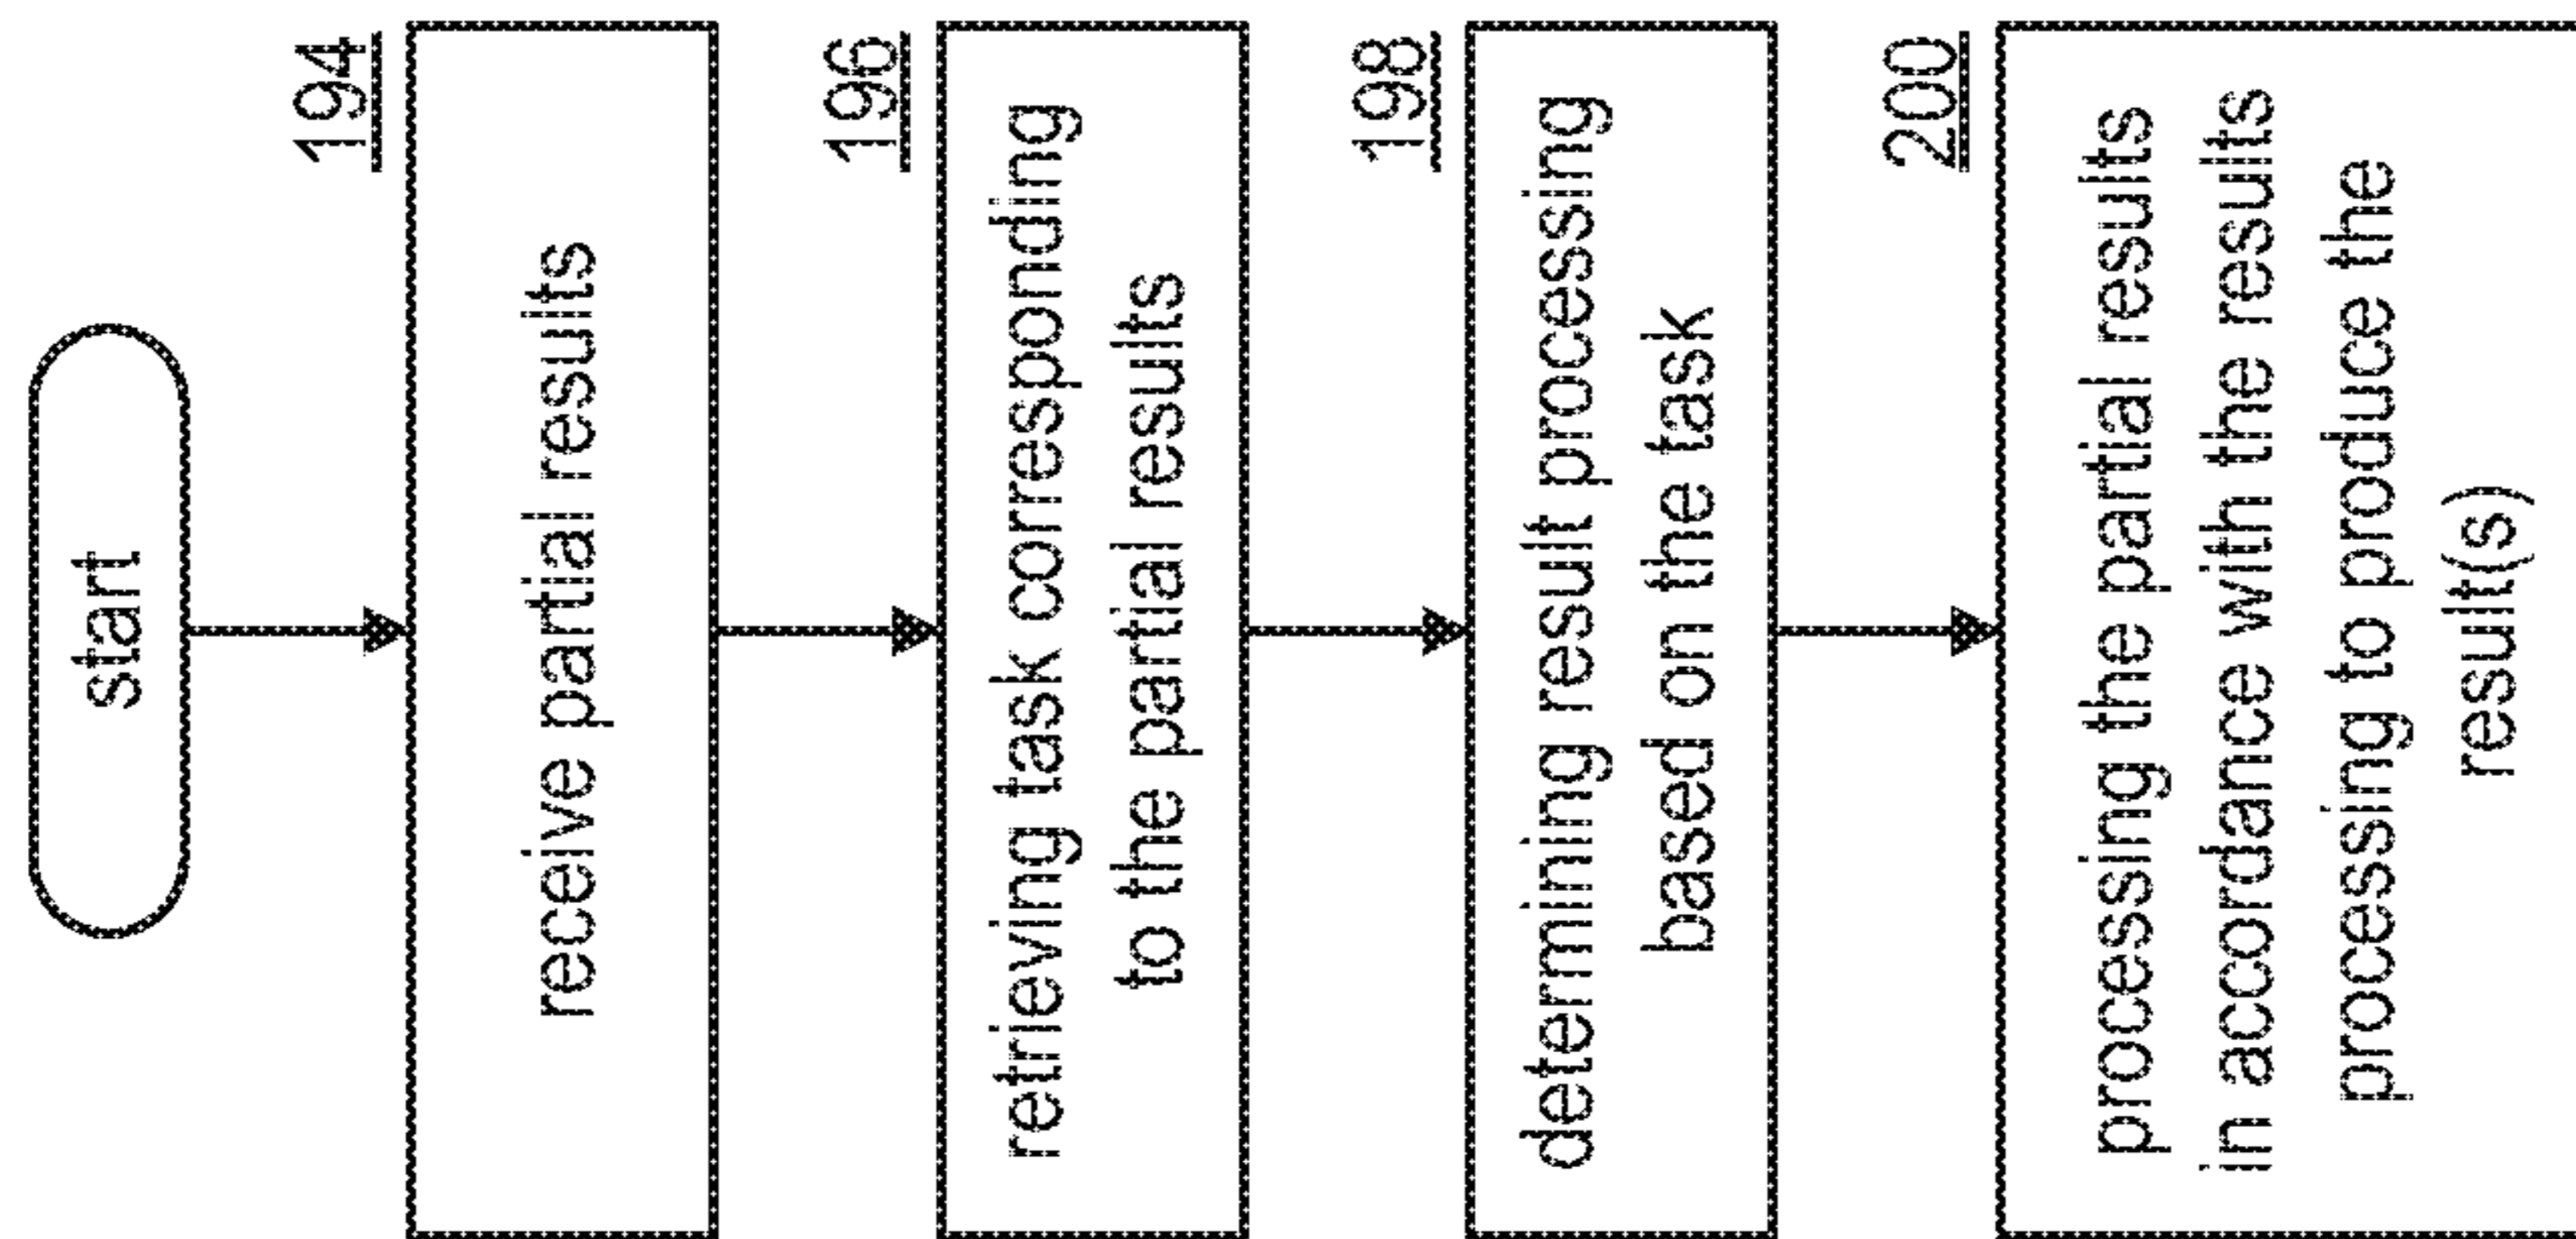 start
194
receive partial results
196
retrieving task corresponding
to the partial results
198
determining result processing
based on the task
200
processing the partial results
in accordance with the results
processing to produce the
result(s)